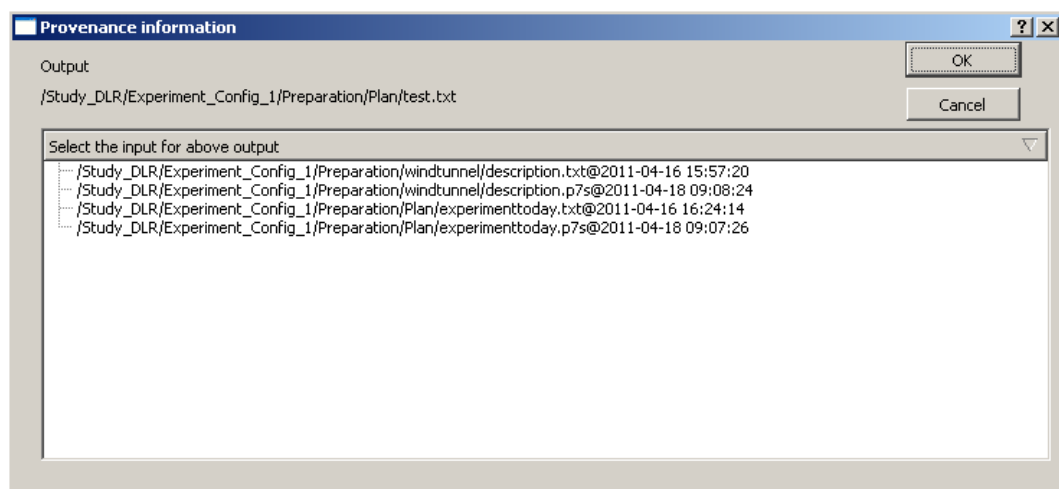 Provenance information
Output
OK
/Study_DLR/Experiment_Config_1/Preparation/Plan/test.txt
Cancel
Select the input for above output
/Study_DLR/Experiment_Config_1/Preparation/windtunnel/description.txt@2011-04-16 15:57:20
/Study_DLR/Experiment_Config_1/Preparation/windtunnel/description.p7s@2011-04-18 09:08:24
/Study_DLR/Experiment_Config_1/Preparation/Plan/experimenttoday.txt@2011-04-16 16:24:14
/Study_DLR/Experiment_Config_1/Preparation/Plan/experimenttoday.p7s@2011-04-18 09:07:26